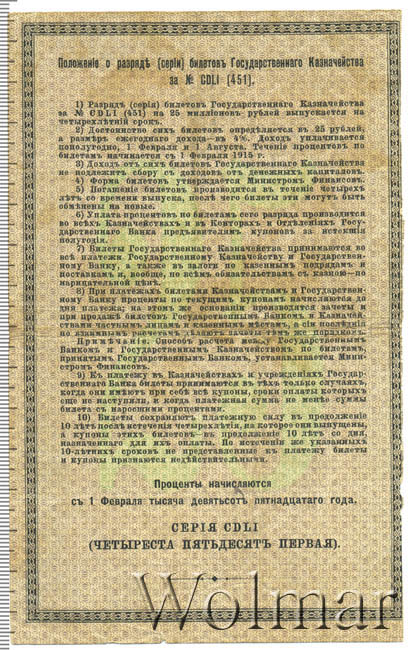 Положеніе о разрядѣ (серіи) билетовъ Государственнаго Казначейства
за № CDLI (451).
1) Разрядъ (серія) билетовъ Государственнаго Казначейства
за № CDLI (451) на 25 милліоновъ рублей выпускается на
четырехлѣтній срокъ.
2) Достоинство сихъ билетовъ опредѣляется въ 25 рублей,
а размѣръ ежегоднаго дохода—въ 4%. Доходъ уплачивается
пополугодно, 1 Февраля и 1 Августа. Теченіе процентовъ по
билетамъ начинается съ 1 Февраля 1915 г.
3) Доходъ отъ сихъ билетовъ Государственнаго Казначейства
не подлежитъ сбору съ доходовъ отъ денежныхъ капиталовъ.
4) Форма билетовъ утверждается Министромъ Финансовъ.
5) Погашеніе билетовъ производится въ теченіе четырехъ
лѣтъ со времени выпуска, послѣ чего билеты эти могутъ быть
обмѣнены на новые.
6) Уплата процентовъ по билетамъ сего разряда производится
во всѣхъ Казначействахъ и въ Конторахъ и Отдѣленіяхъ Госу-
дарственнаго Банка предъявителямъ купоновъ по истеченіи
полугодія.
7) Билеты Государственнаго Казначейства принимаются во
всѣ платежи Государственному Казначейству и Государствен-
ному Банку, а также въ залоги по казеннымъ подрядамъ и
поставкамъ и, вообще, по всѣмъ обязательствамъ съ казною—по
нарицательной цѣнѣ.
8) При платежахъ билетами Казначействамъ и Государствен-
ному Банку проценты по текущимъ купонамъ начисляются по
дни платежа; на этомъ же основаніи производятся зачеты и
при продажѣ билетовъ Государственнымъ Банкомъ и Казначей-
ствами частнымъ лицамъ и казеннымъ мѣстамъ, а сіи послѣднія
по взаимнымъ разсчетамъ дѣлаютъ зачеты тѣмъ же порядкомъ.
Примѣчаніе. Способъ расчета между Государственнымъ
Банкомъ и Государственнымъ Казначействомъ по билетамъ,
принятымъ Государственнымъ Банкомъ, устанавливается Мини-
стромъ Финансовъ.
9) Къ платежу въ Казначействахъ и учрежденіяхъ Государ-
ственнаго Банка билеты принимаются въ тѣхъ только случаяхъ,
когда они имѣютъ при себѣ всѣ купоны, сроки оплаты которыхъ
еще не наступили, и когда платежная сумма не менѣе суммы
билета съ наросшими процентами.
10) Билеты сохраняютъ платежную силу въ продолженіе
10 лѣтъ послѣ истеченія четырехлѣтія, на которое они выпущены,
а купоны этихъ билетовъ—въ продолженіе 10 лѣтъ со дня,
назначеннаго для ихъ оплаты. По истеченіи же указанныхъ
10-лѣтнихъ сроковъ не представленные къ платежу билеты
и купоны признаются недѣйствительными.
Проценты начисляются
съ 1 Февраля тысяча девятьсотъ пятнадцатаго года.
СЕРІЯ CDLI
(ЧЕТЫРЕСТА ПЯТЬДЕСЯТЪ ПЕРВАЯ).
Wolmar